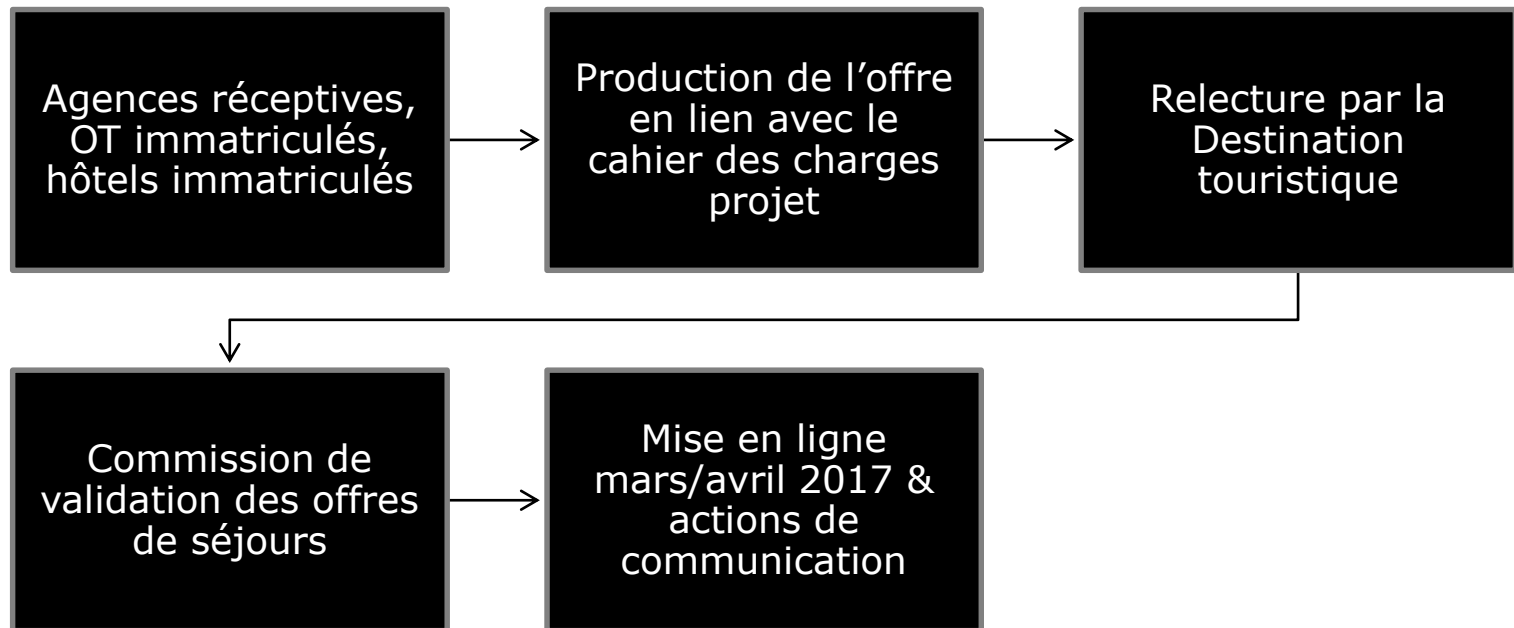 Agences réceptives,
OT immatriculés,
hôtels immatriculés
Production de l’offre
en lien avec le
cahier des charges
projet
Relecture par la
Destination
touristique
Commission de
validation des offres
de séjours
Mise en ligne
mars/avril 2017 &
actions de
communication